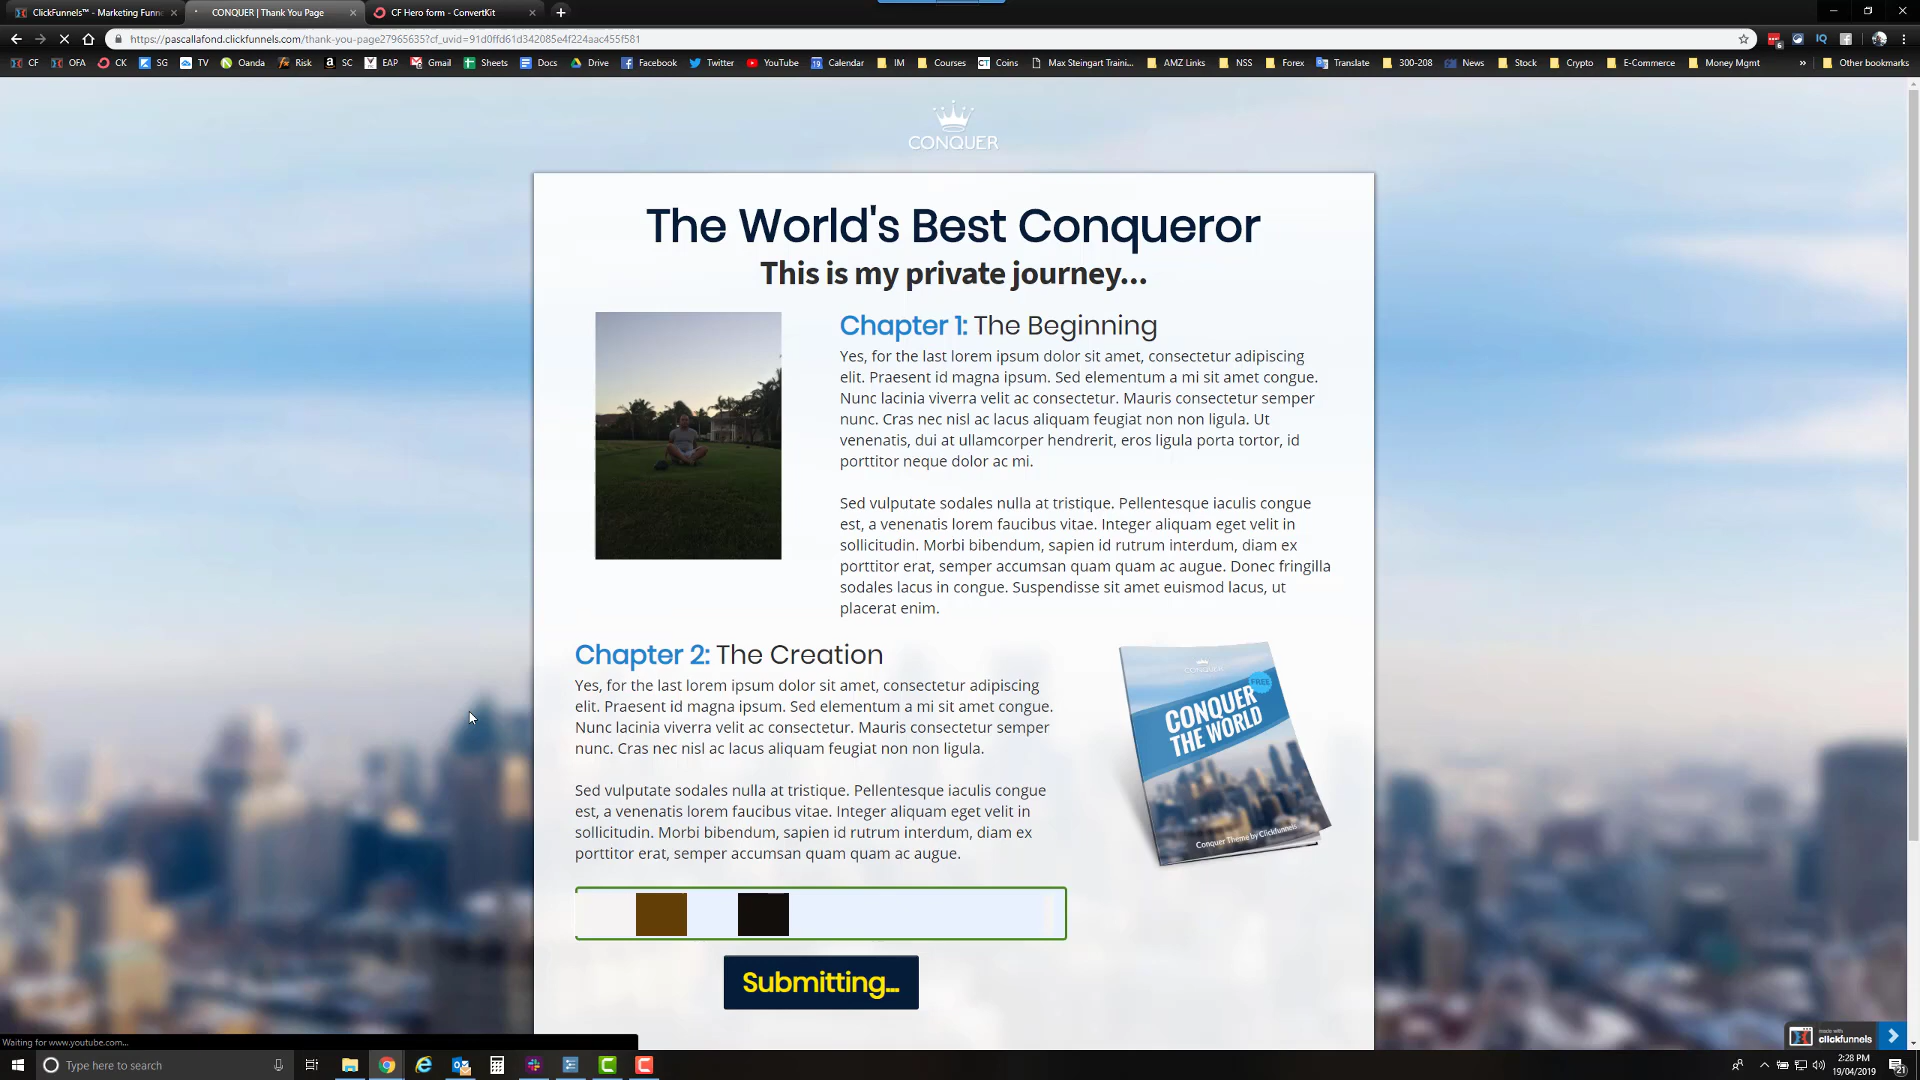 ClickFunnels™ - Marketing Funn
CONQUER | Thank You Page
CF Hero form - ConvertKit
https://pascallafond.clickfunnels.com/thank-you-page27965635?cf_uvid=91d0ffd61d342085e4f224aac455f581
CF OFA CK SG TV Oanda Risk SC EAP Gmail Sheets Docs Drive Facebook Twitter YouTube Calendar IM Courses Coins Max Steingart Traini... AMZ Links NSS Forex Translate 300-208 News Stock Crypto E-Commerce Money Mgmt » Other bookmarks
CONQUER
The World's Best Conqueror
This is my private journey...
Chapter 1: The Beginning
Yes, for the last lorem ipsum dolor sit amet, consectetur adipiscing
elit. Praesent id magna ipsum. Sed elementum a mi sit amet congue.
Nunc lacinia viverra velit ac consectetur. Mauris consectetur semper
nunc. Cras nec nisl ac lacus aliquam feugiat non non ligula. Ut
venenatis, dui at ullamcorper hendrerit, eros ligula porta tortor, id
porttitor neque dolor ac mi.
Sed vulputate sodales nulla at tristique. Pellentesque iaculis congue
est, a venenatis lorem faucibus vitae. Integer aliquam eget velit in
sollicitudin. Morbi bibendum, sapien id rutrum interdum, diam ex
porttitor erat, semper accumsan quam quam ac augue. Donec fringilla
sodales lacus in congue. Suspendisse sit amet euismod lacus, ut
placerat enim.
Chapter 2: The Creation
Yes, for the last lorem ipsum dolor sit amet, consectetur adipiscing
elit. Praesent id magna ipsum. Sed elementum a mi sit amet congue.
Nunc lacinia viverra velit ac consectetur. Mauris consectetur semper
nunc. Cras nec nisl ac lacus aliquam feugiat non non ligula.
Sed vulputate sodales nulla at tristique. Pellentesque iaculis congue
est, a venenatis lorem faucibus vitae. Integer aliquam eget velit in
sollicitudin. Morbi bibendum, sapien id rutrum interdum, diam ex
porttitor erat, semper accumsan quam quam ac augue.
CONQUER
FREE
CONQUER
THE WORLD
Conquer Theme by Clickfunnels
Submitting...
made with
clickfunnels
Waiting for www.youtube.com...
Type here to search
2:28 PM
19/04/2019
21